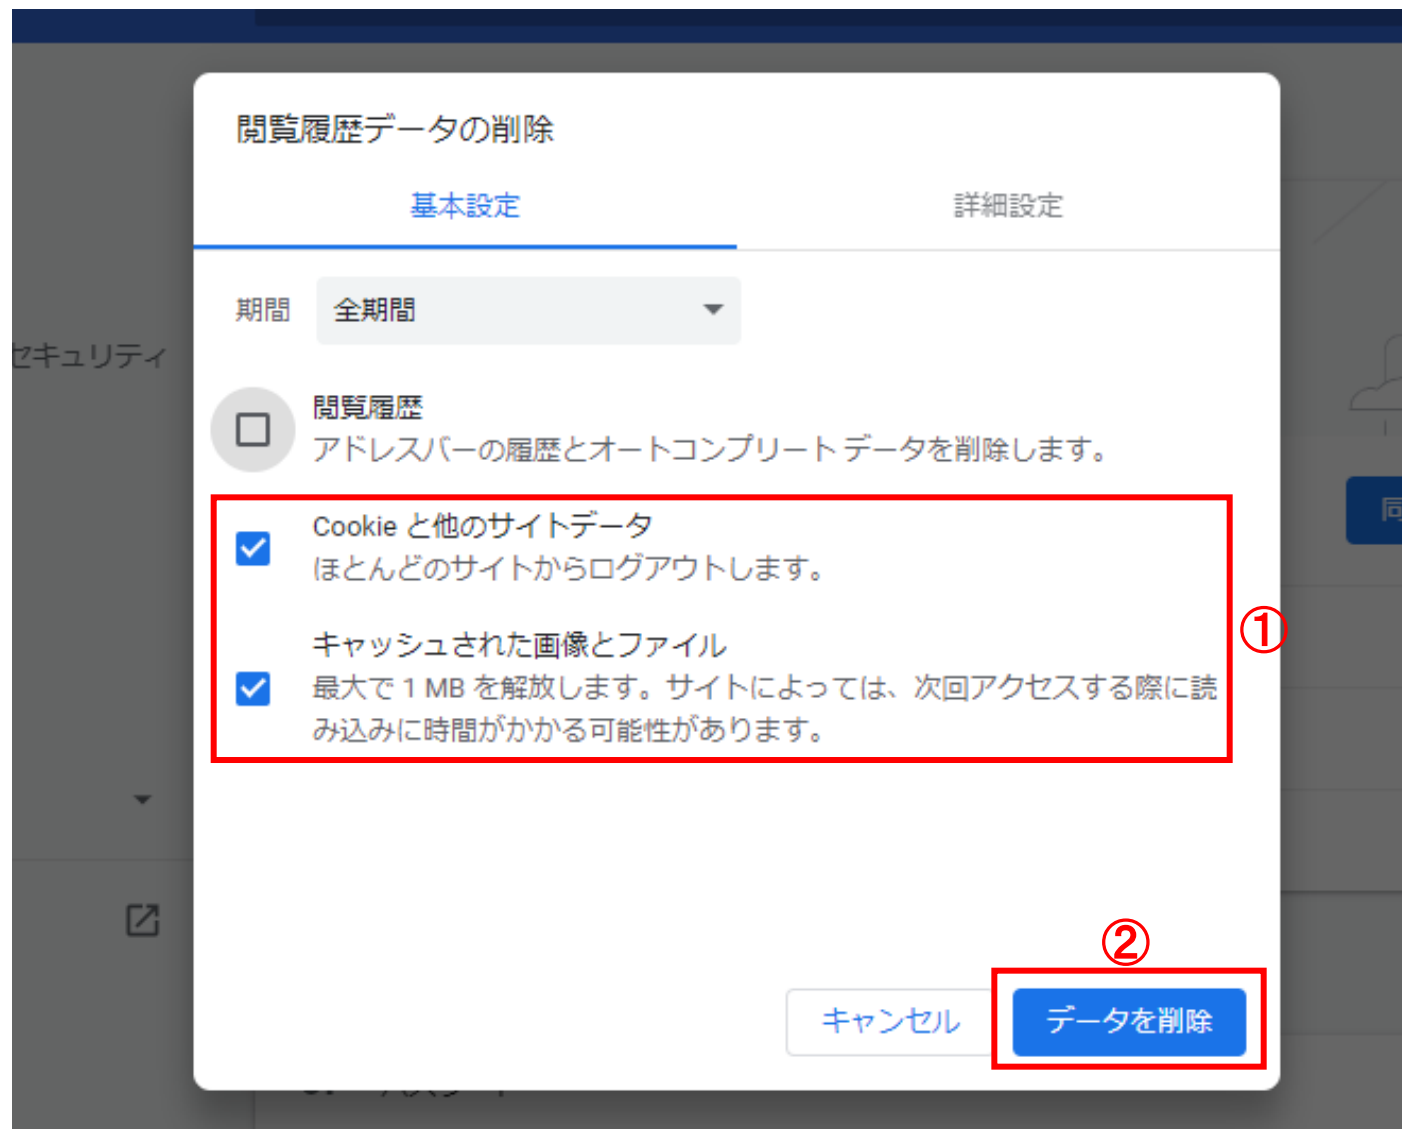 閲覧履歴データの削除
基本設定
詳細設定
期間
全期間
セキュリティ
閲覧履歴
アドレスバーの履歴とオートコンプリート データを削除します。
同
Cookie と他のサイトデータ
ほとんどのサイトからログアウトします。
①
キャッシュされた画像とファイル
最大で 1 MB を解放します。サイトによっては、次回アクセスする際に読
み込みに時間がかかる可能性があります。
②
キャンセル
データを削除